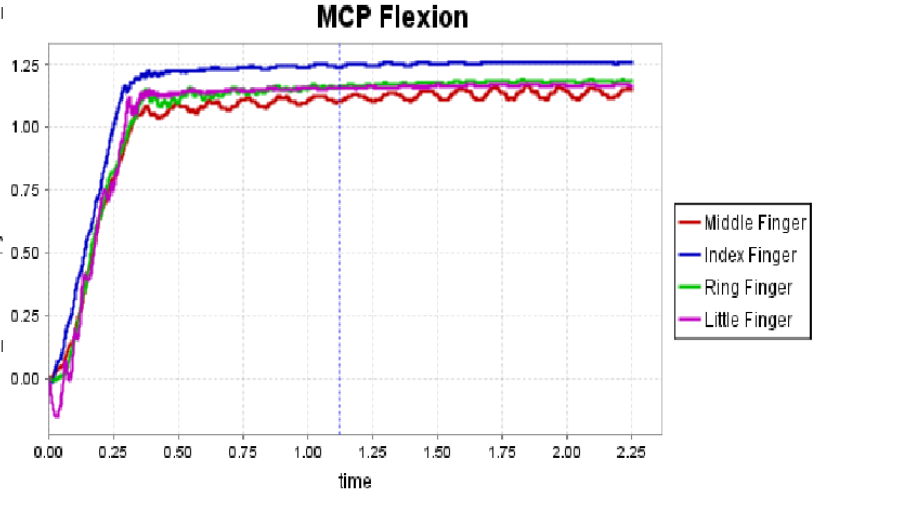 MCP Flexion
1.25
1.00
0.75
0.50
0.25
0.00
0.00 0.25 0.50 0.75 1.00 1.25 1.50 1.75 2.00 2.25
time
Middle Finger
Index Finger
Ring Finger
Little Finger